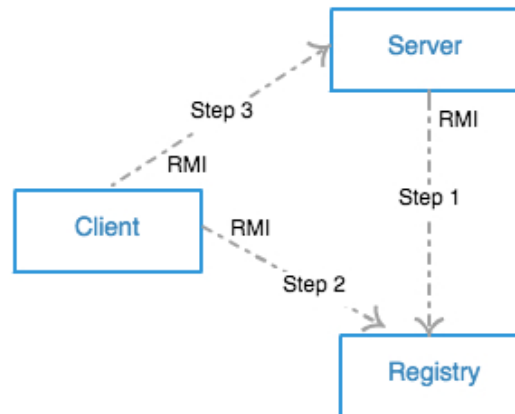 Server
Step 3
RMI
RMI
Step 1
Client
RMI
Step 2
Registry